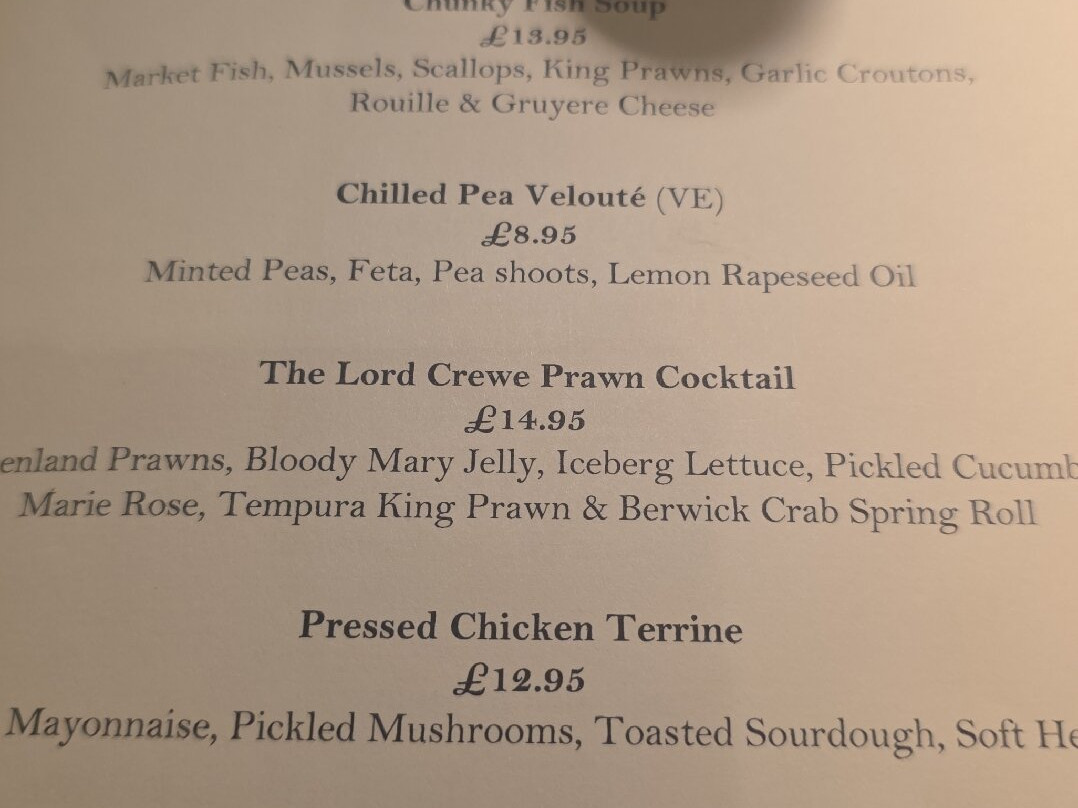 Chunky Fish Soup
£13.95
Market Fish, Mussels, Scallops, King Prawns, Garlic Croutons,
Rouille & Gruyere Cheese
Chilled Pea Velouté (VE)
£8.95
Minted Peas, Feta, Pea shoots, Lemon Rapeseed Oil
The Lord Crewe Prawn Cocktail
£14.95
enland Prawns, Bloody Mary Jelly, Iceberg Lettuce, Pickled Cucumb
Marie Rose, Tempura King Prawn & Berwick Crab Spring Roll
Pressed Chicken Terrine
£12.95
Mayonnaise, Pickled Mushrooms, Toasted Sourdough, Soft He